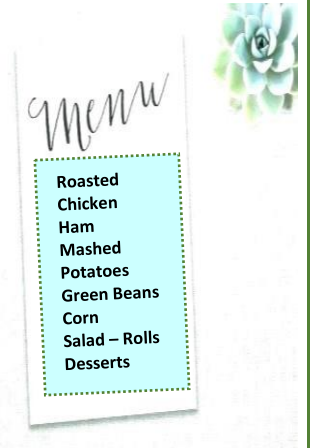 Menu
Roasted
Chicken
Ham
Mashed
Potatoes
Green Beans
Corn
Salad – Rolls
Desserts